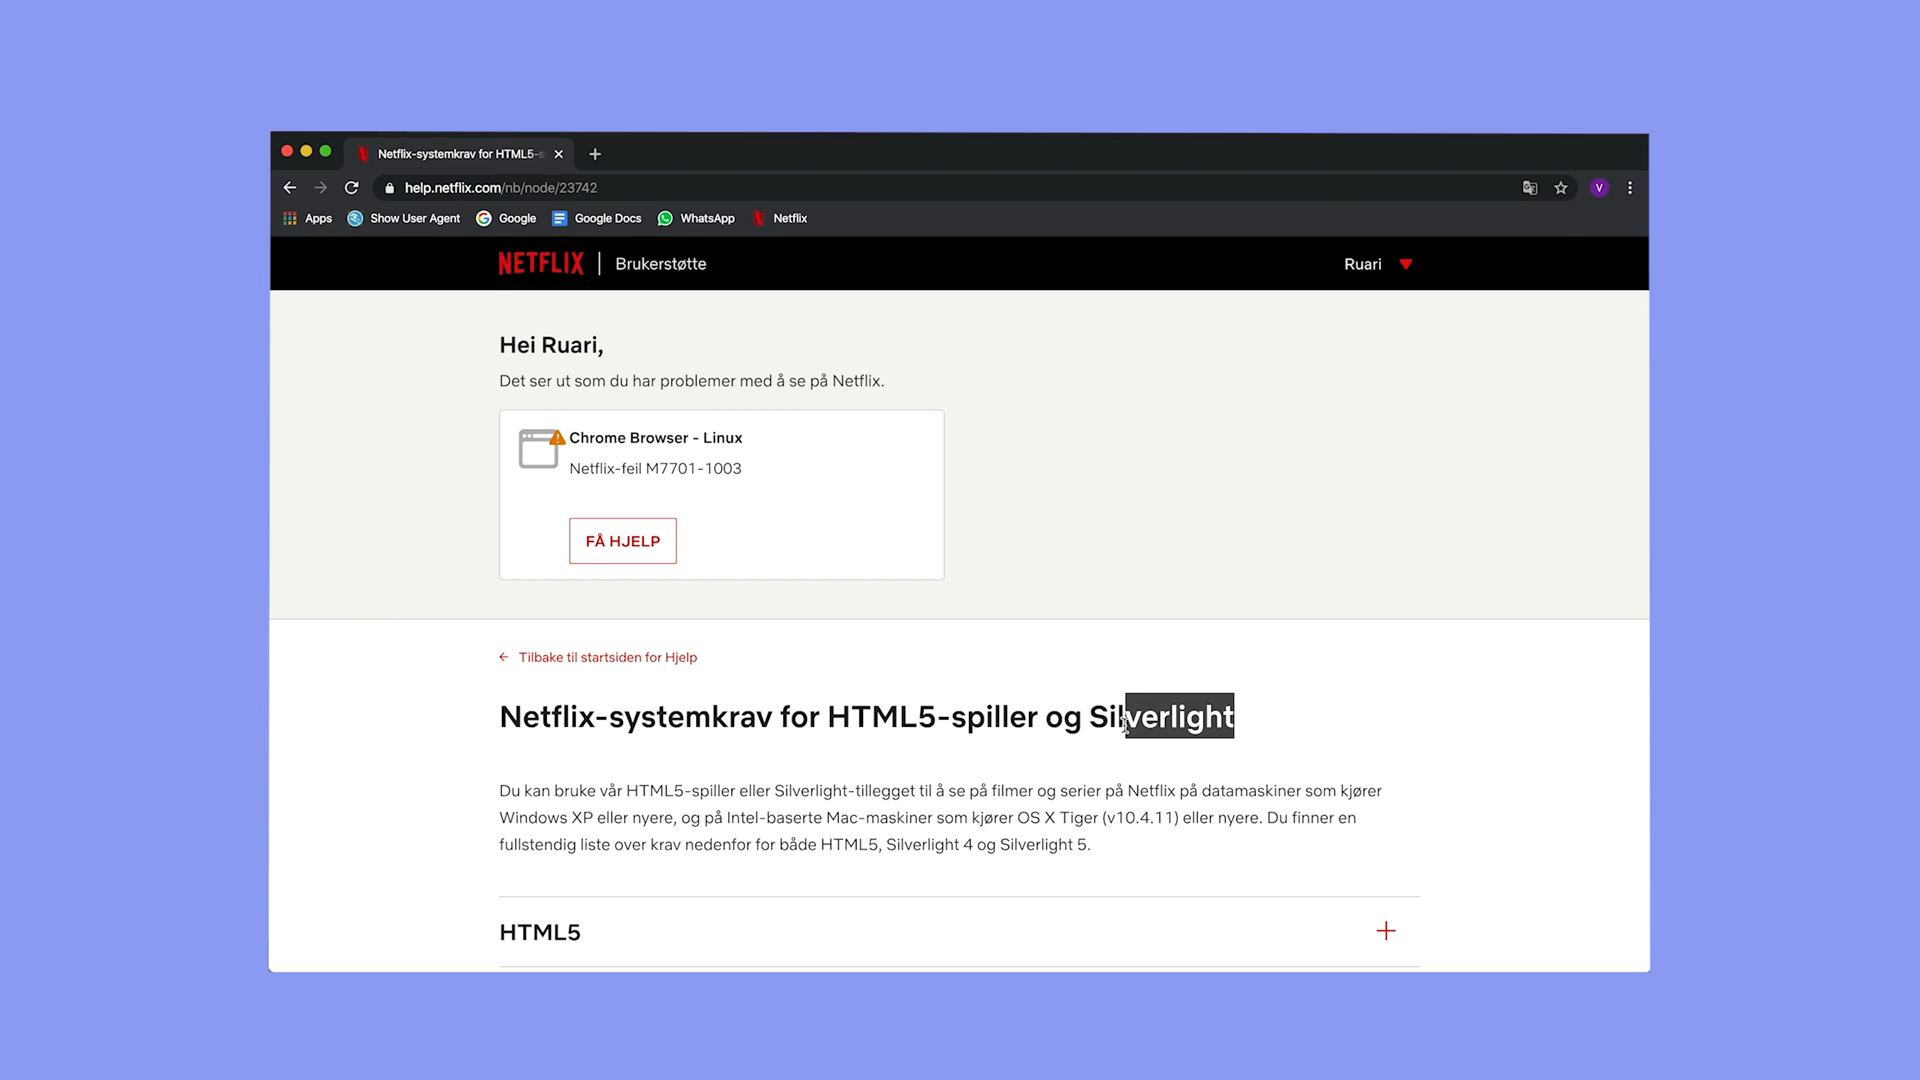 Netflix-systemkrav for HTML5-s
help.netflix.com/nb/node/23742
V
Apps Show User Agent Google Google Docs WhatsApp Netflix
NETFLIX | Brukerstøtte
Ruari
Hei Ruari,
Det ser ut som du har problemer med å se på Netflix.
Chrome Browser - Linux
Netflix-feil M7701-1003
FÅ HJELP
← Tilbake til startsiden for Hjelp
Netflix-systemkrav for HTML5-spiller og Silverlight
Du kan bruke vår HTML5-spiller eller Silverlight-tillegget til å se på filmer og serier på Netflix på datamaskiner som kjører
Windows XP eller nyere, og på Intel-baserte Mac-maskiner som kjører OS X Tiger (v10.4.11) eller nyere. Du finner en
fullstendig liste over krav nedenfor for både HTML5, Silverlight 4 og Silverlight 5.
HTML5